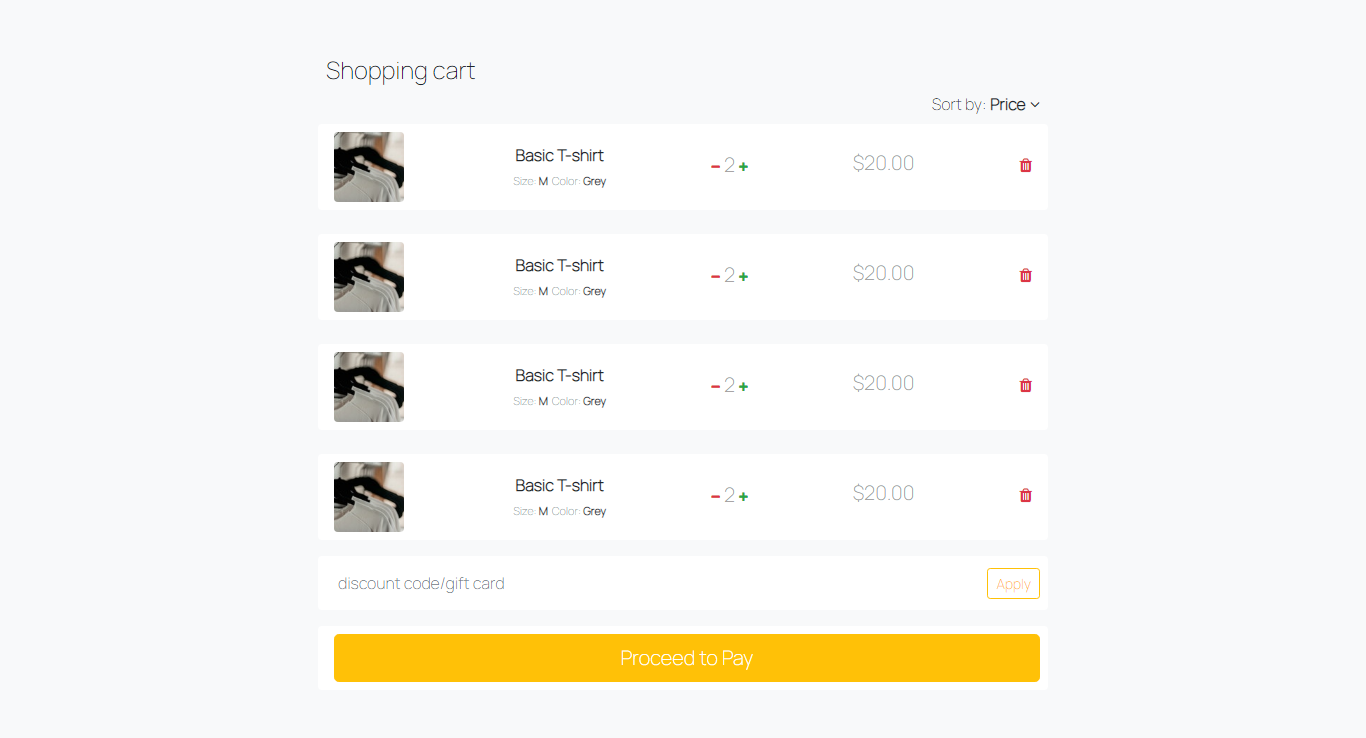 Shopping cart
Sort by: Price
Basic T-shirt
Size: M Color: Grey
2
$20.00
Basic T-shirt
Size: M Color: Grey
2
$20.00
Basic T-shirt
Size: M Color: Grey
2
$20.00
Basic T-shirt
Size: M Color: Grey
2
$20.00
discount code/gift card
Apply
Proceed to Pay